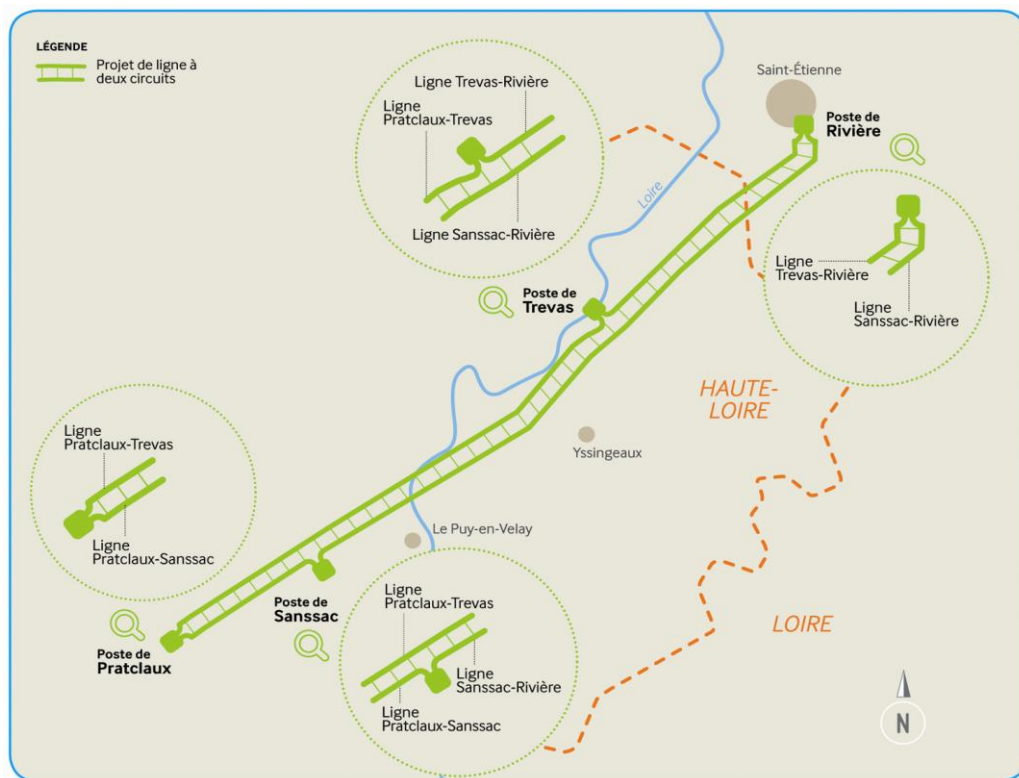 LÉGENDE
Projet de ligne à
deux circuits
Saint-Étienne
Poste de
Rivière
Ligne Trevas-Rivière
Ligne
Pratclaux-Trevas
Ligne Sanssac-Rivière
Loire
Ligne
Trevas-Rivière
Ligne
Sanssac-Rivière
Poste de
Trevas
HAUTE-
LOIRE
Yssingeaux
Ligne
Pratclaux-Trevas
Ligne
Pratclaux-Sanssac
Le Puy-en-Velay
Poste de
Sanssac
Poste de
Pratclaux
Ligne
Pratclaux-Trevas
Ligne
Sanssac-Rivière
Ligne
Pratclaux-Sanssac
LOIRE
N